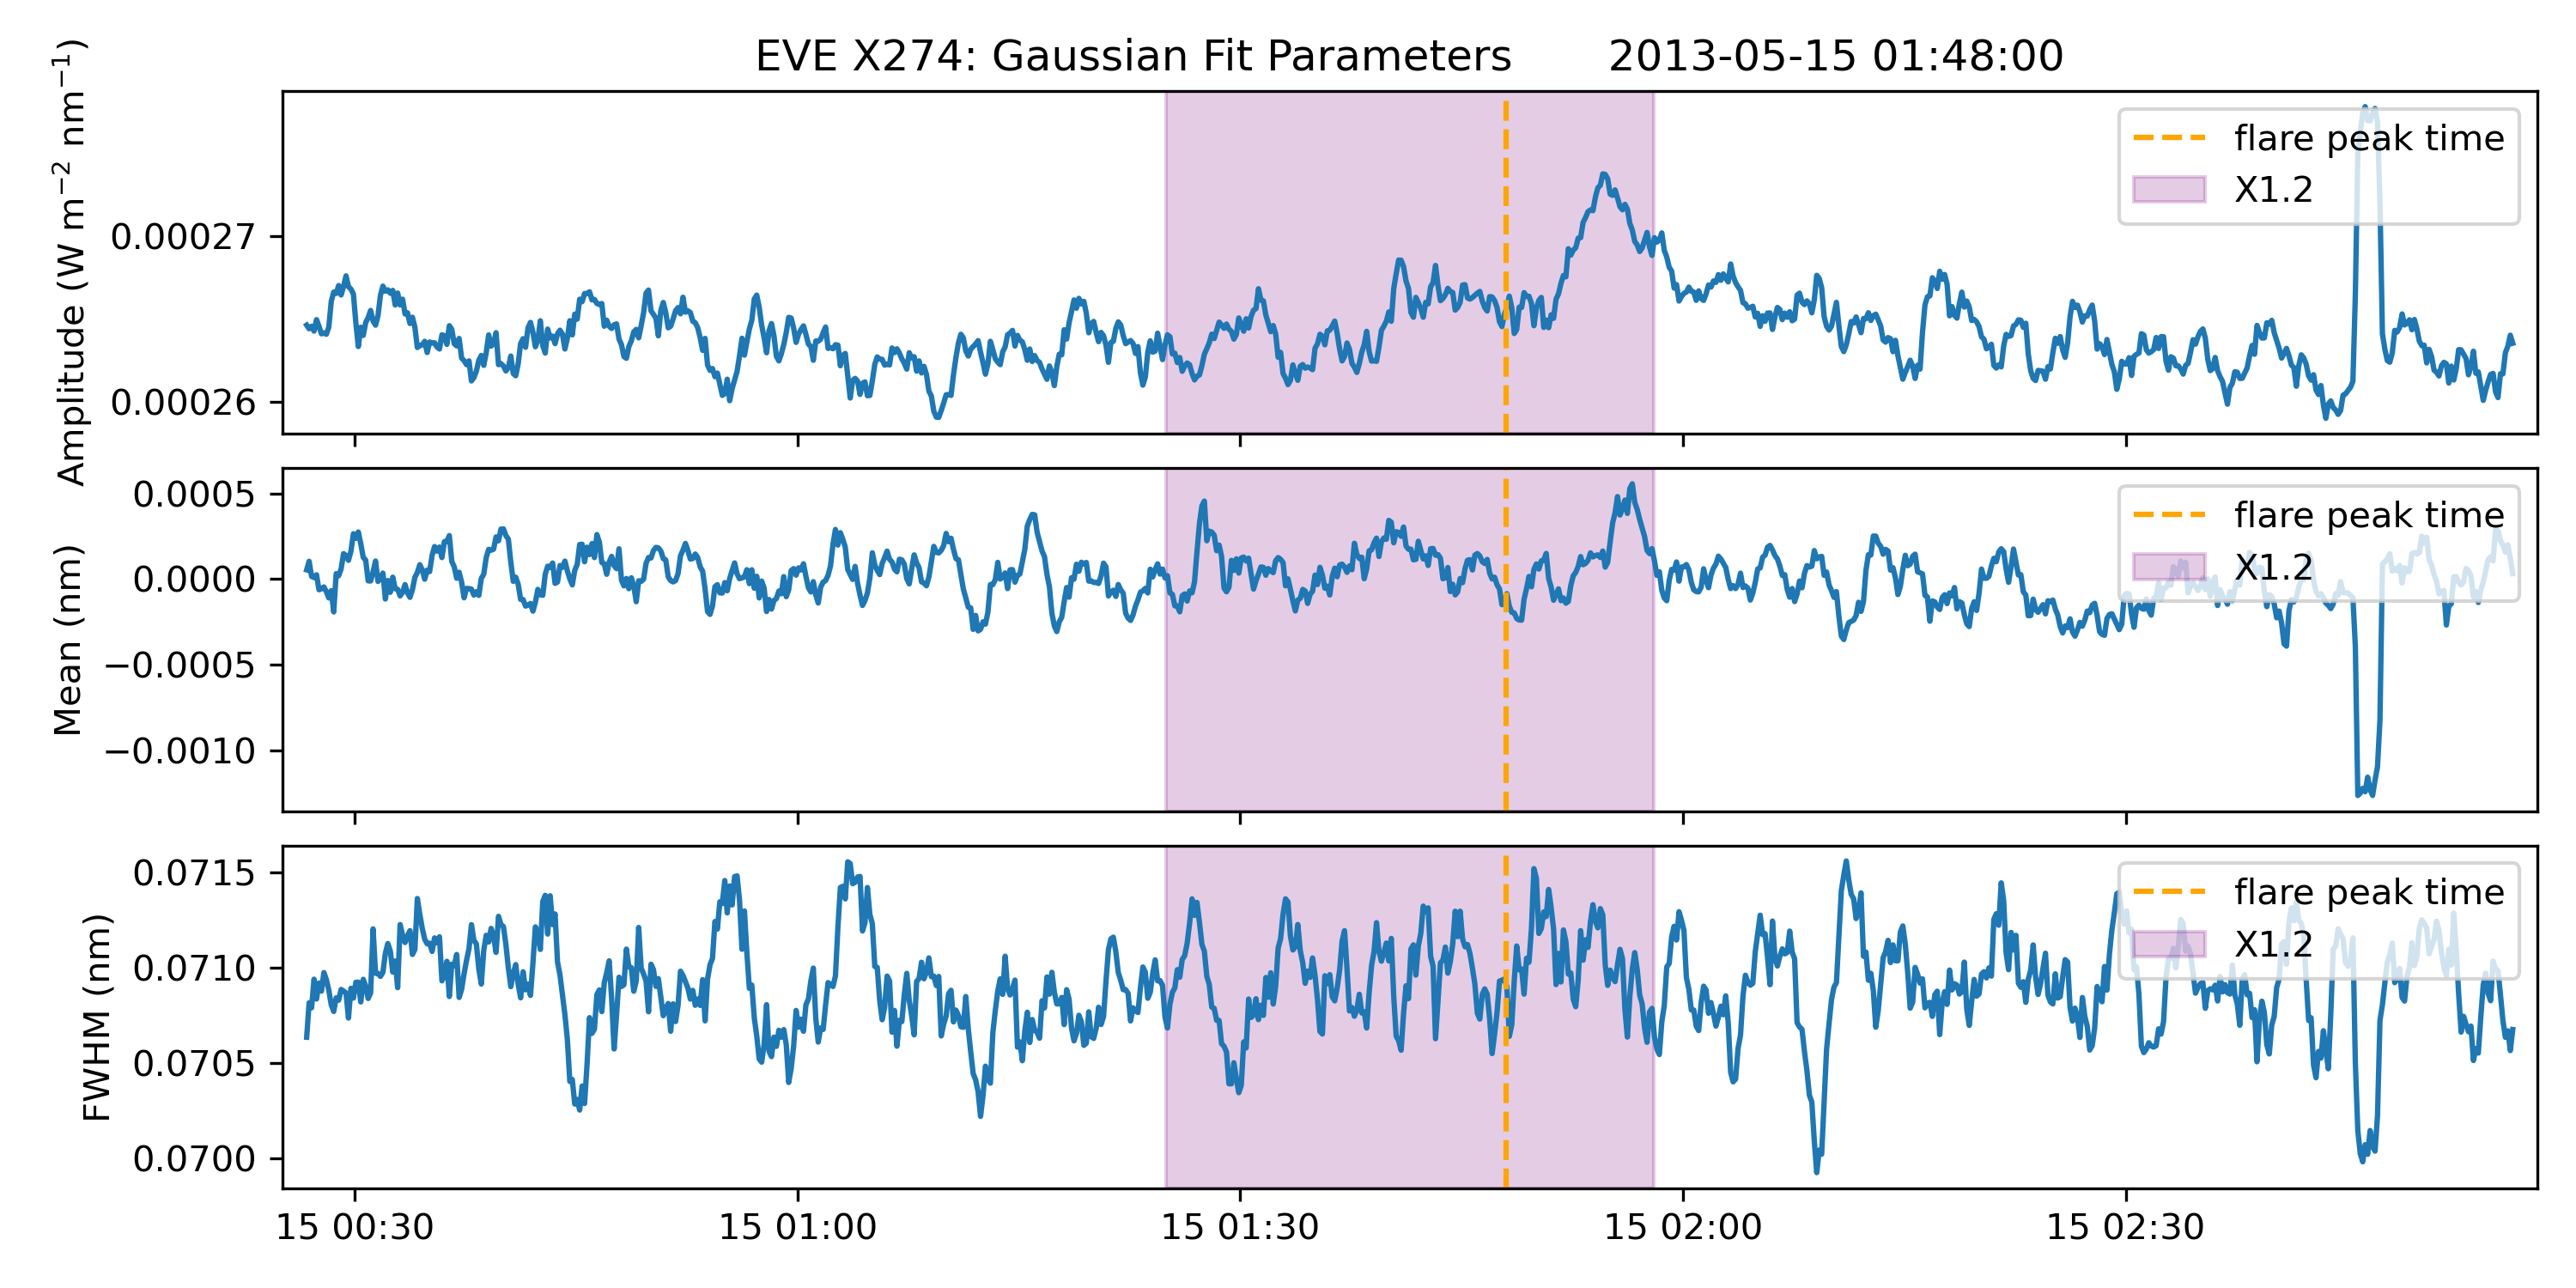 EVE X274: Gaussian Fit Parameters 2013-05-15 01:48:00
Amplitude (W m⁻² nm⁻¹)
0.00027
0.00026
flare peak time
X1.2
Mean (nm)
0.0005
0.0000
−0.0005
−0.0010
flare peak time
X1.2
FWHM (nm)
0.0715
0.0710
0.0705
0.0700
flare peak time
X1.2
15 00:30 15 01:00 15 01:30 15 02:00 15 02:30